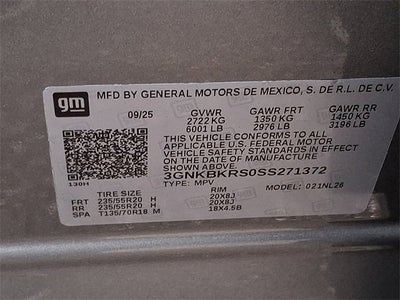 gm MFD BY GENERAL MOTORS DE MEXICO, S. DE R.L. DE C.V.
09/25 GVWR GAWR FRT GAWR RR
2722 KG 1350 KG 1450 KG
6001 LB 2976 LB 3196 LB
THIS VEHICLE CONFORMS TO ALL
APPLICABLE U.S. FEDERAL MOTOR
VEHICLE SAFETY STANDARDS IN
EFFECT ON THE DATE OF
MANUFACTURE SHOWN ABOVE.
3GNKBKRS0SS271372
130H TYPE: MPV MODEL: 021NL26
TIRE SIZE RIM
FRT 235/55R20 H 20X8J
RR 235/55R20 H 20X8J
SPA T135/70R18 M 18X4.5B